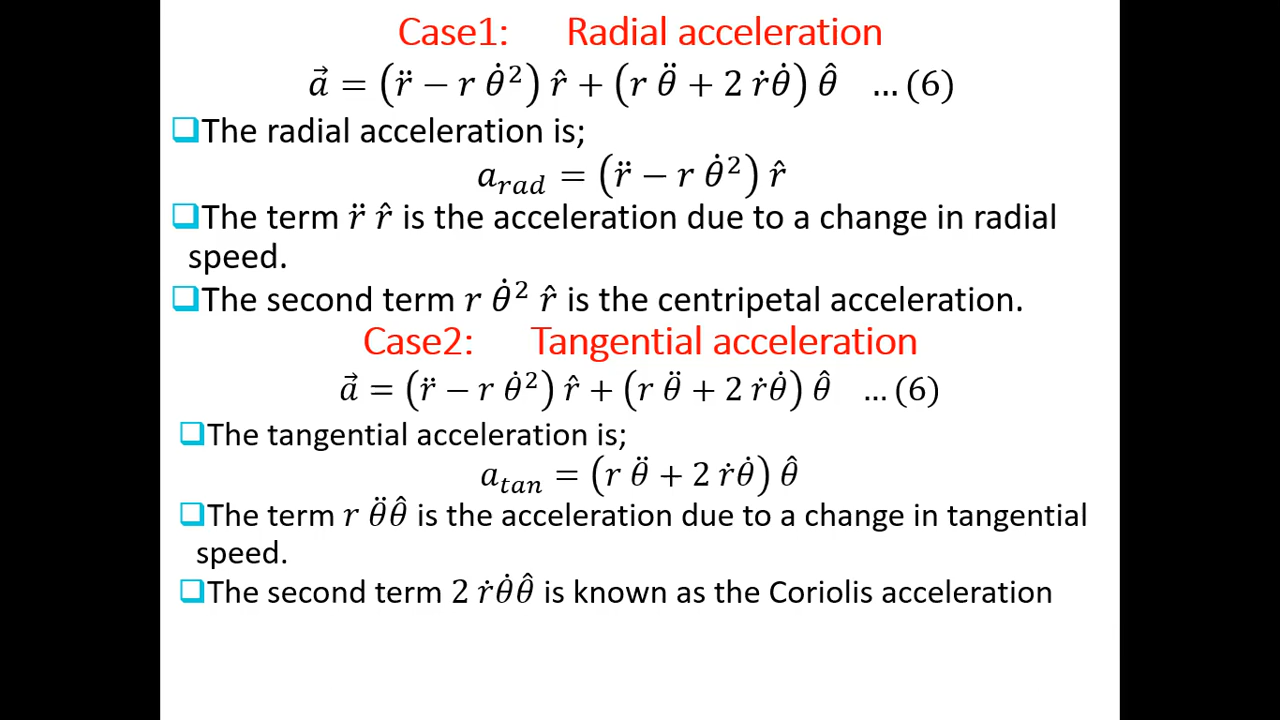 Case1: Radial acceleration
a⃗ = (r̈ − r θ̇²) r̂ + (r θ̈ + 2 ṙθ̇) θ̂ … (6)
❑The radial acceleration is;
a_rad = (r̈ − r θ̇²) r̂
❑The term r̈ r̂ is the acceleration due to a change in radial
speed.
❑The second term r θ̇² r̂ is the centripetal acceleration.
Case2: Tangential acceleration
a⃗ = (r̈ − r θ̇²) r̂ + (r θ̈ + 2 ṙθ̇) θ̂ … (6)
❑The tangential acceleration is;
a_tan = (r θ̈ + 2 ṙθ̇) θ̂
❑The term r θ̈θ̂ is the acceleration due to a change in tangential
speed.
❑The second term 2 ṙθ̇θ̂ is known as the Coriolis acceleration